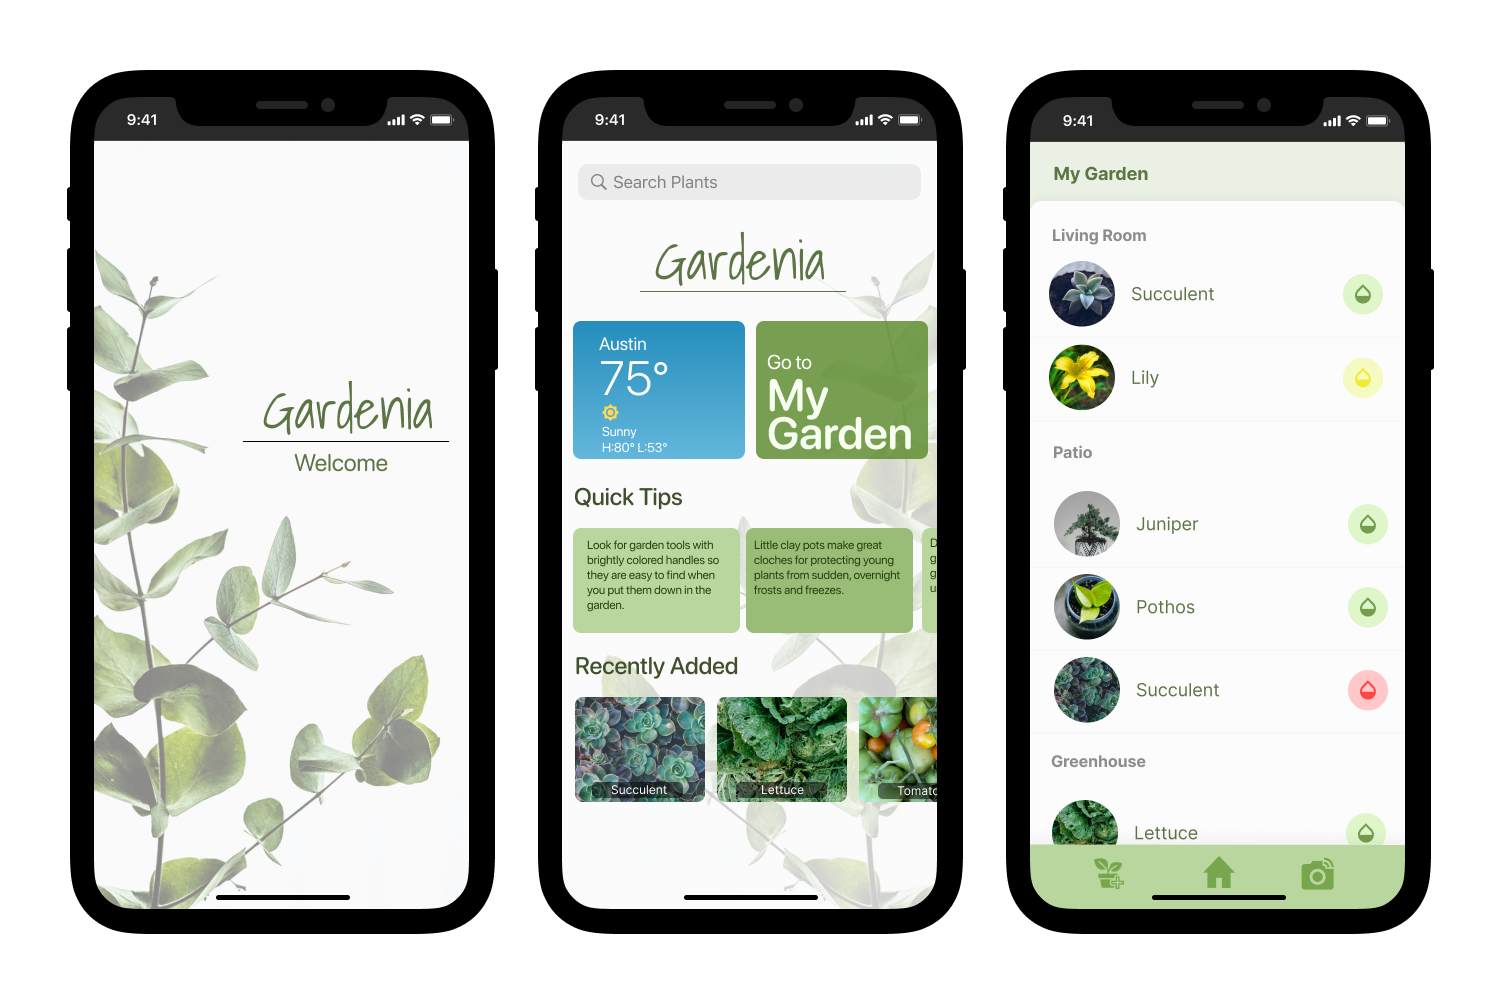 9:41
Gardenia
Welcome
9:41
Search Plants
Gardenia
Austin
75°
Sunny
H:80° L:53°
Go to
My
Garden
Quick Tips
Look for garden tools with
brightly colored handles so
they are easy to find when
you put them down in the
garden.
Little clay pots make great
cloches for protecting young
plants from sudden, overnight
frosts and freezes.
D
g
g
u
Recently Added
Succulent
Lettuce
Tomato
9:41
My Garden
Living Room
Succulent
Lily
Patio
Juniper
Pothos
Succulent
Greenhouse
Lettuce